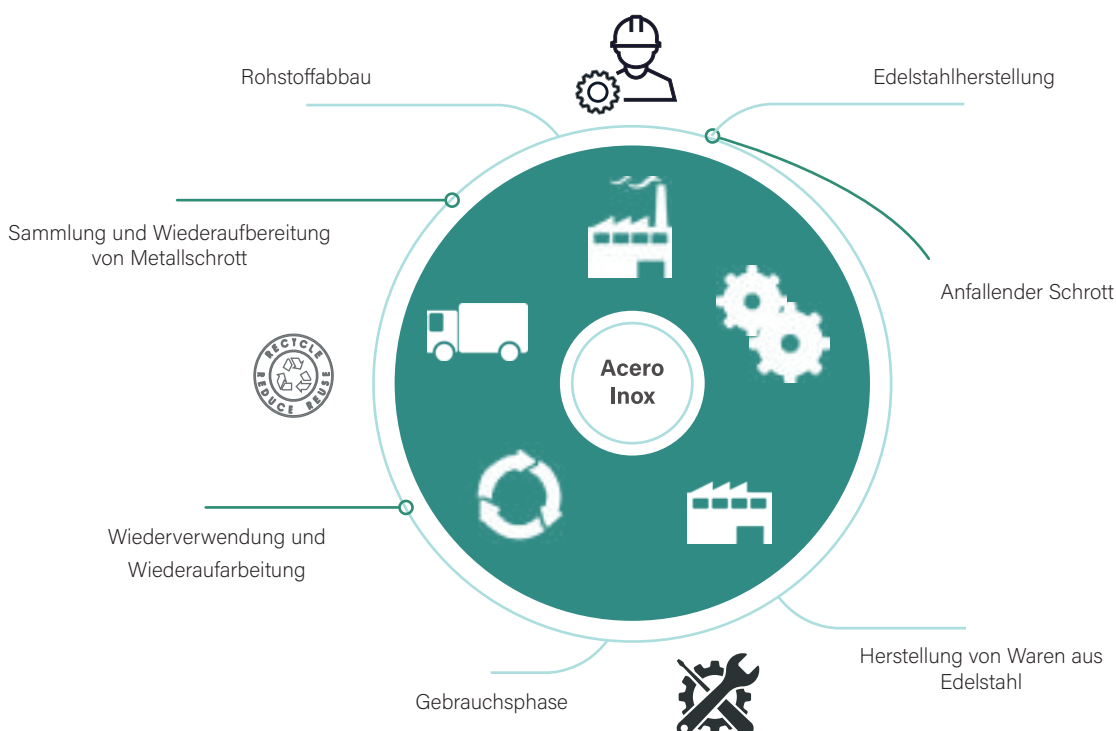 Rohstoffabbau
Edelstahlherstellung
Sammlung und Wiederaufbereitung
von Metallschrott
Anfallender Schrott
RECYCLE
REDUCE REUSE
Acero
Inox
Wiederverwendung und
Wiederaufarbeitung
Herstellung von Waren aus
Edelstahl
Gebrauchsphase